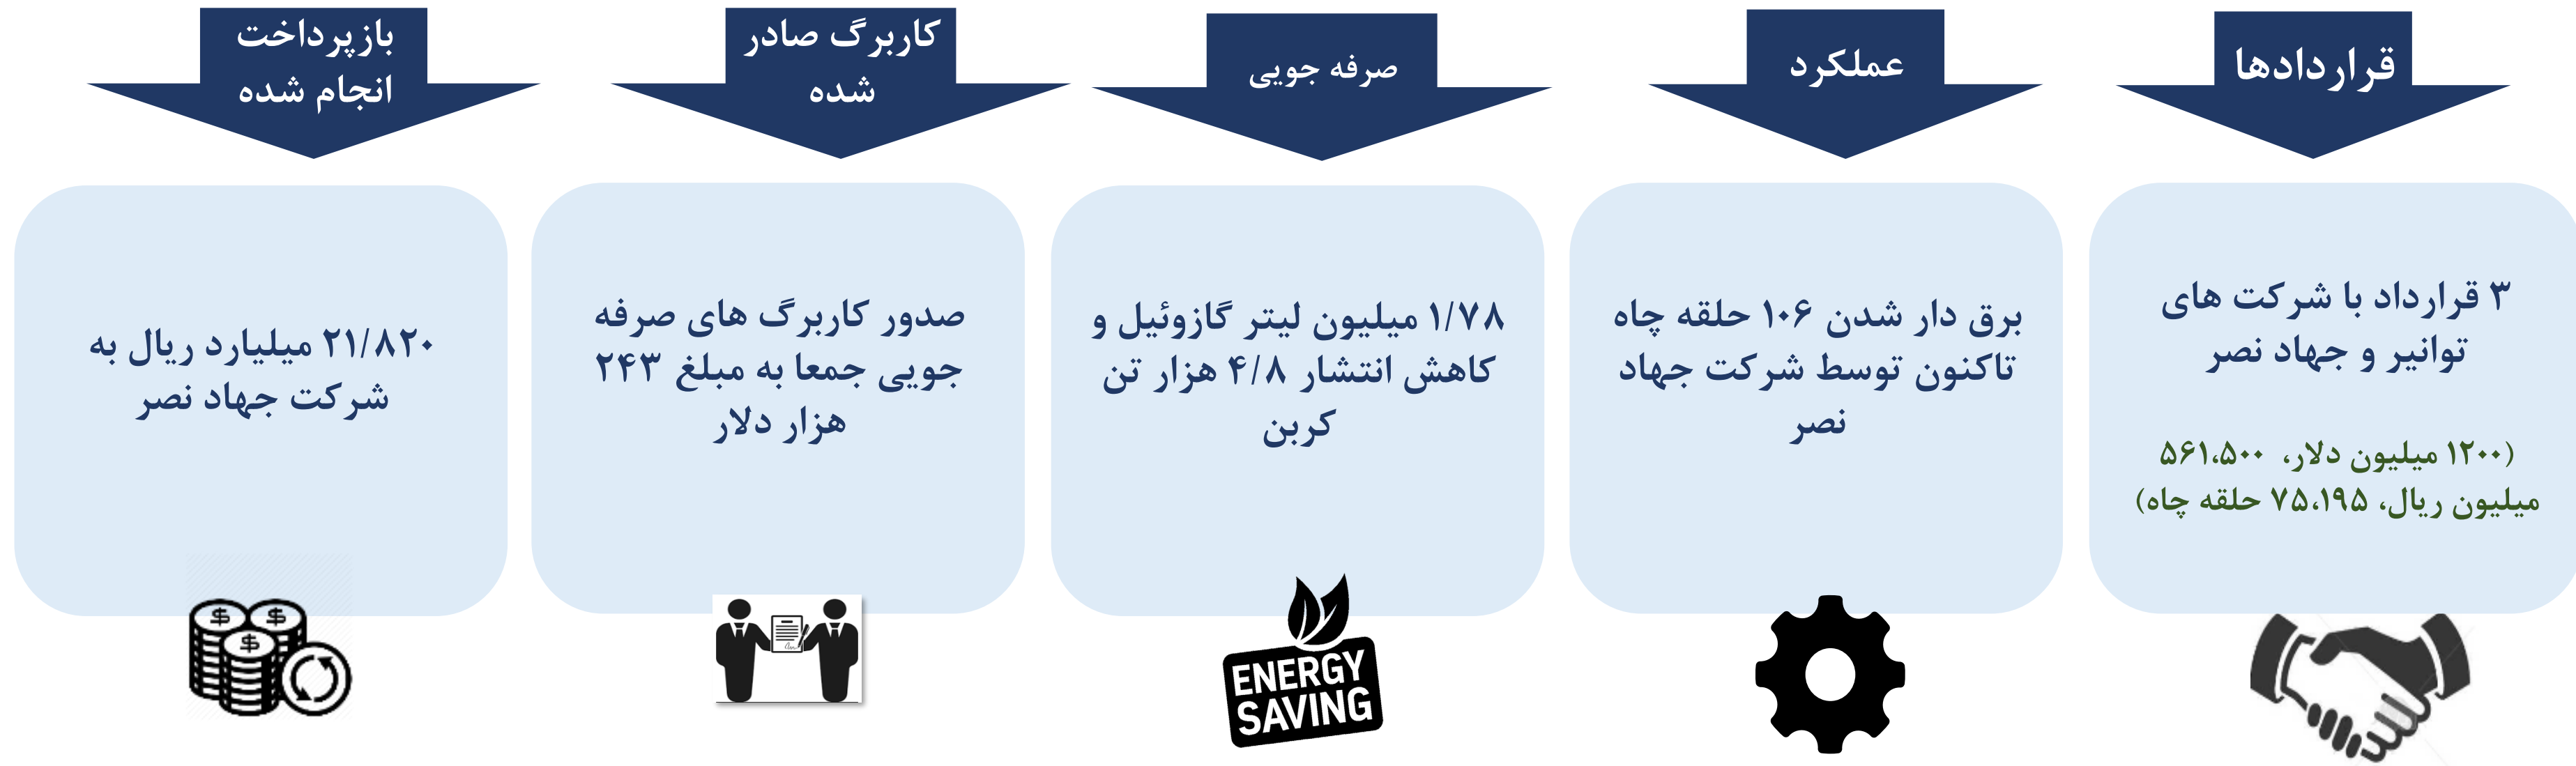 قراردادها
۳ قرارداد با شرکت های
توانیر و جهاد نصر
(۱۲۰۰ میلیون دلار، ۵۶۱،۵۰۰
میلیون ریال، ۷۵،۱۹۵ حلقه چاه)
عملکرد
برق دار شدن ۱۰۶ حلقه چاه
تاکنون توسط شرکت جهاد
نصر
صرفه جویی
۱/۷۸ میلیون لیتر گازوئیل و
کاهش انتشار ۴/۸ هزار تن
کربن
ENERGY
SAVING
کاربرگ صادر
شده
صدور کاربرگ های صرفه
جویی جمعا به مبلغ ۲۴۳
هزار دلار
بازپرداخت
انجام شده
۲۱/۸۲۰ میلیارد ریال به
شرکت جهاد نصر
$ $
$